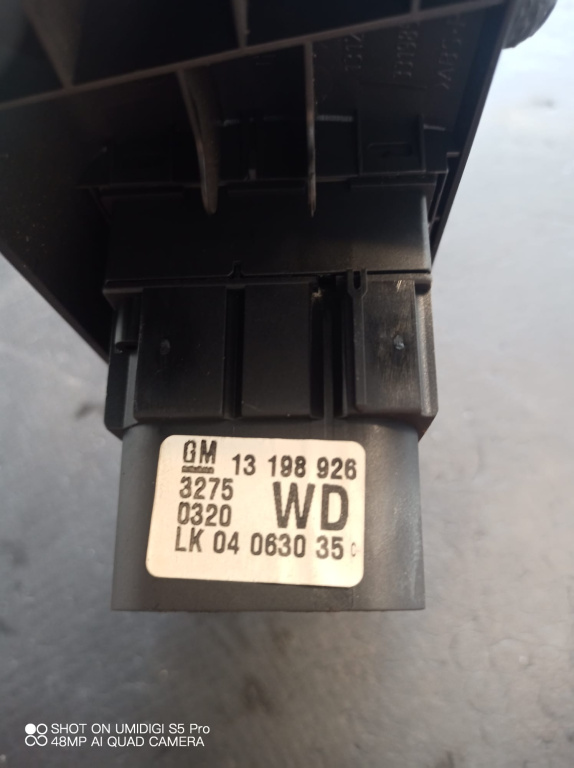 GM 13 198 926
3275 WD
0320
LK 04 0630 35
SHOT ON UMIDIGI S5 Pro
48MP AI QUAD CAMERA